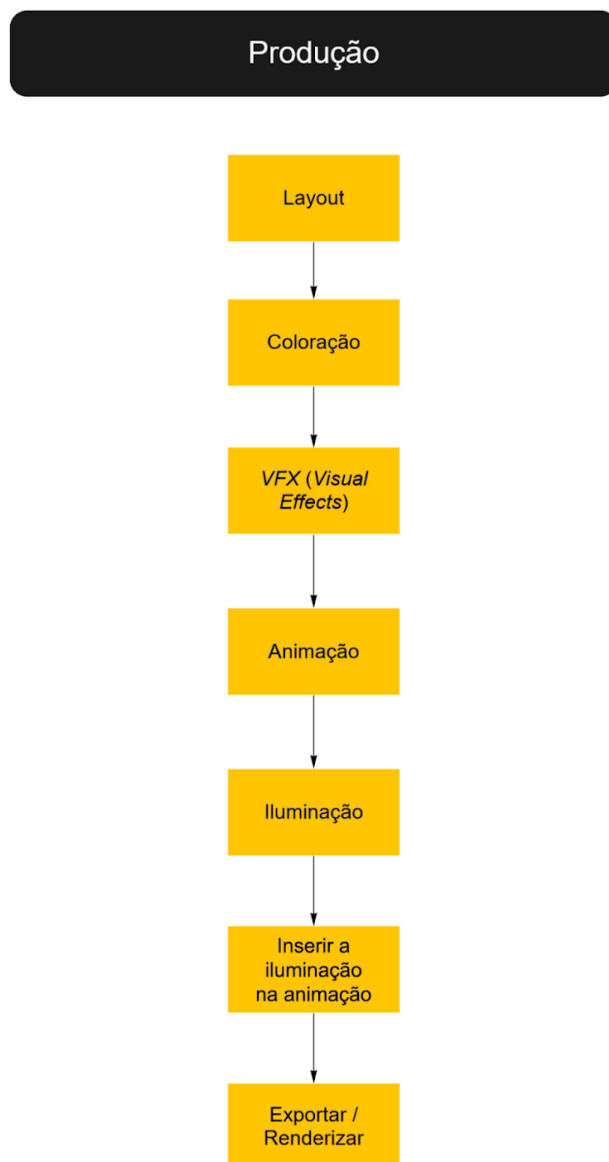 Produção
Layout
Coloração
VFX (Visual
Effects)
Animação
Iluminação
Inserir a
iluminação
na animação
Exportar /
Renderizar